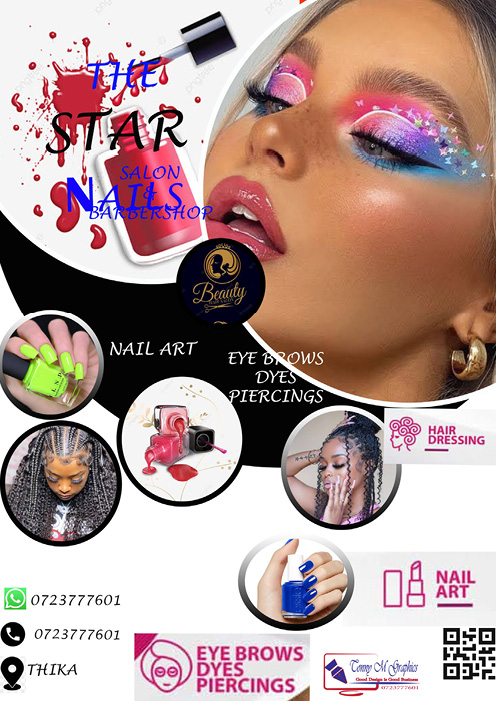 THE
STAR
SALON
NAILS &
BARBERSHOP
Beauty
NAIL ART
EYE BROWS
DYES
PIERCINGS
HAIR
DRESSING
NAIL
ART
0723777601
0723777601
THIKA
EYE BROWS
DYES
PIERCINGS
Tonny M Graphics
Good Design is Good Business
0723777601